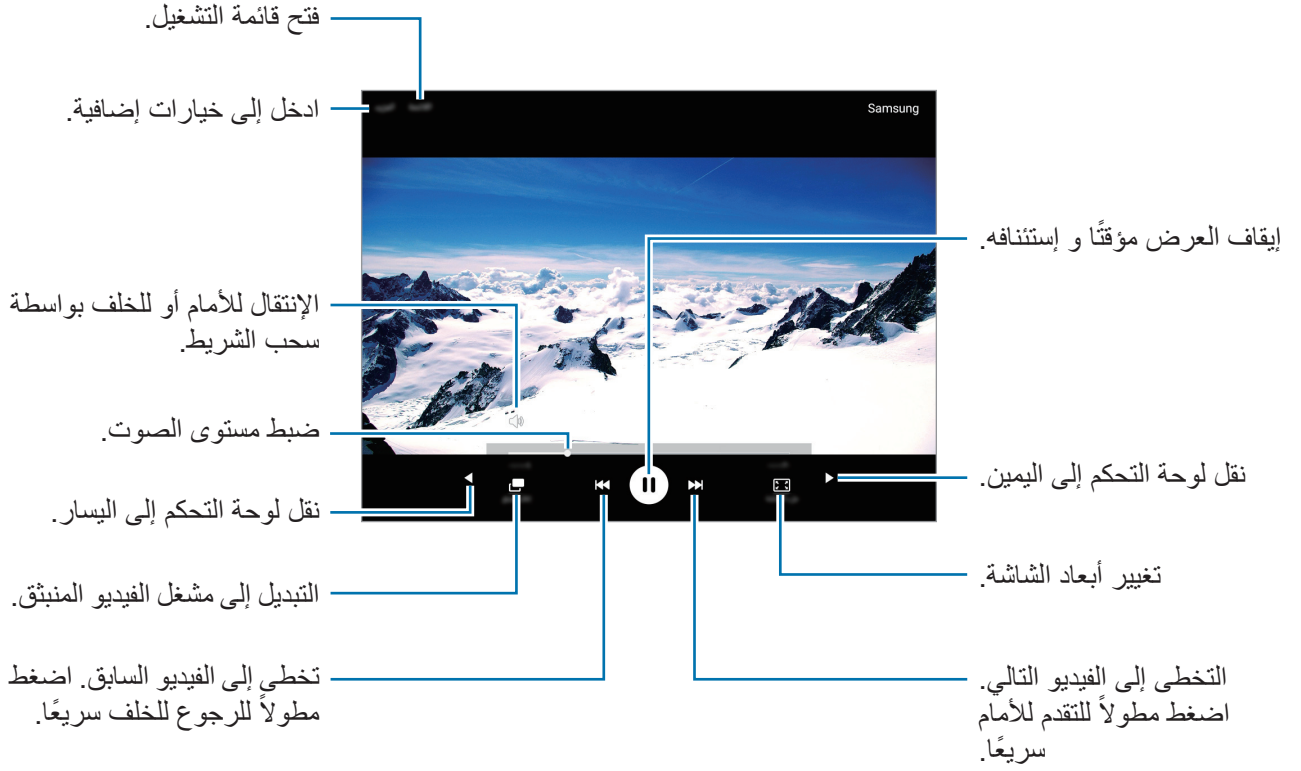 فتح قائمة التشغيل.
ادخل إلى خيارات إضافية.
Samsung
إيقاف العرض مؤقتًا و إستئنافه.
الإنتقال للأمام أو للخلف بواسطة
سحب الشريط.
ضبط مستوى الصوت.
نقل لوحة التحكم إلى اليمين.
نقل لوحة التحكم إلى اليسار.
تغيير أبعاد الشاشة.
التبديل إلى مشغل الفيديو المنبثق.
التخطى إلى الفيديو التالي.
اضغط مطولاً للتقدم للأمام
سريعًا.
تخطى إلى الفيديو السابق. اضغط
مطولاً للرجوع للخلف سريعًا.